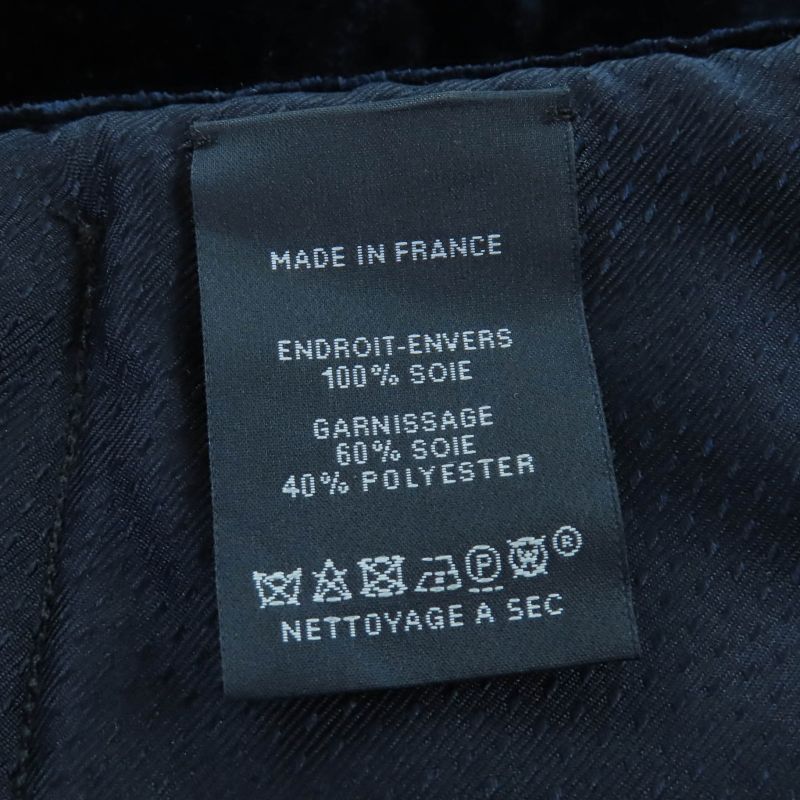 MADE IN FRANCE
ENDROIT-ENVERS
100% SOIE
GARNISSAGE
60% SOIE
40% POLYESTER
P W ®
NETTOYAGE A SEC